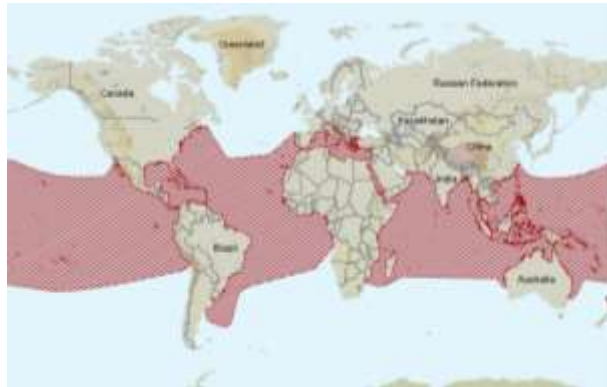 Greenland
Russian Federation
Canada
Kazakhstan
China
India
Brazil
Australia